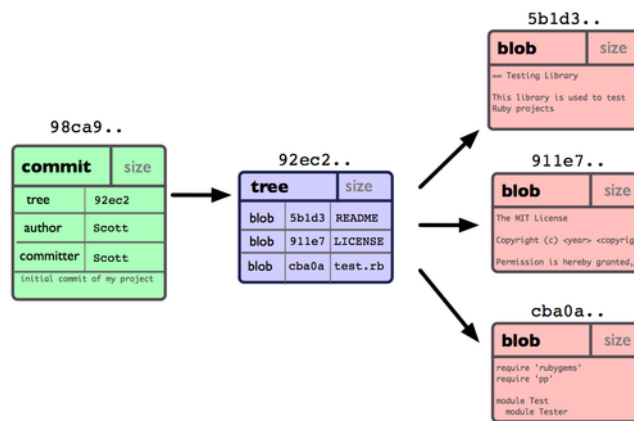 98ca9..
commit size
tree 92ec2
author Scott
committer Scott
initial commit of my project
92ec2..
tree size
blob 5b1d3 README
blob 911e7 LICENSE
blob cba0a test.rb
5b1d3..
blob size
== Testing Library
This library is used to test
Ruby projects
911e7..
blob size
The MIT License
Copyright (c) <year> <copyrig
Permission is hereby granted,
cba0a..
blob size
require 'rubygems'
require 'pp'
module Test
module Tester